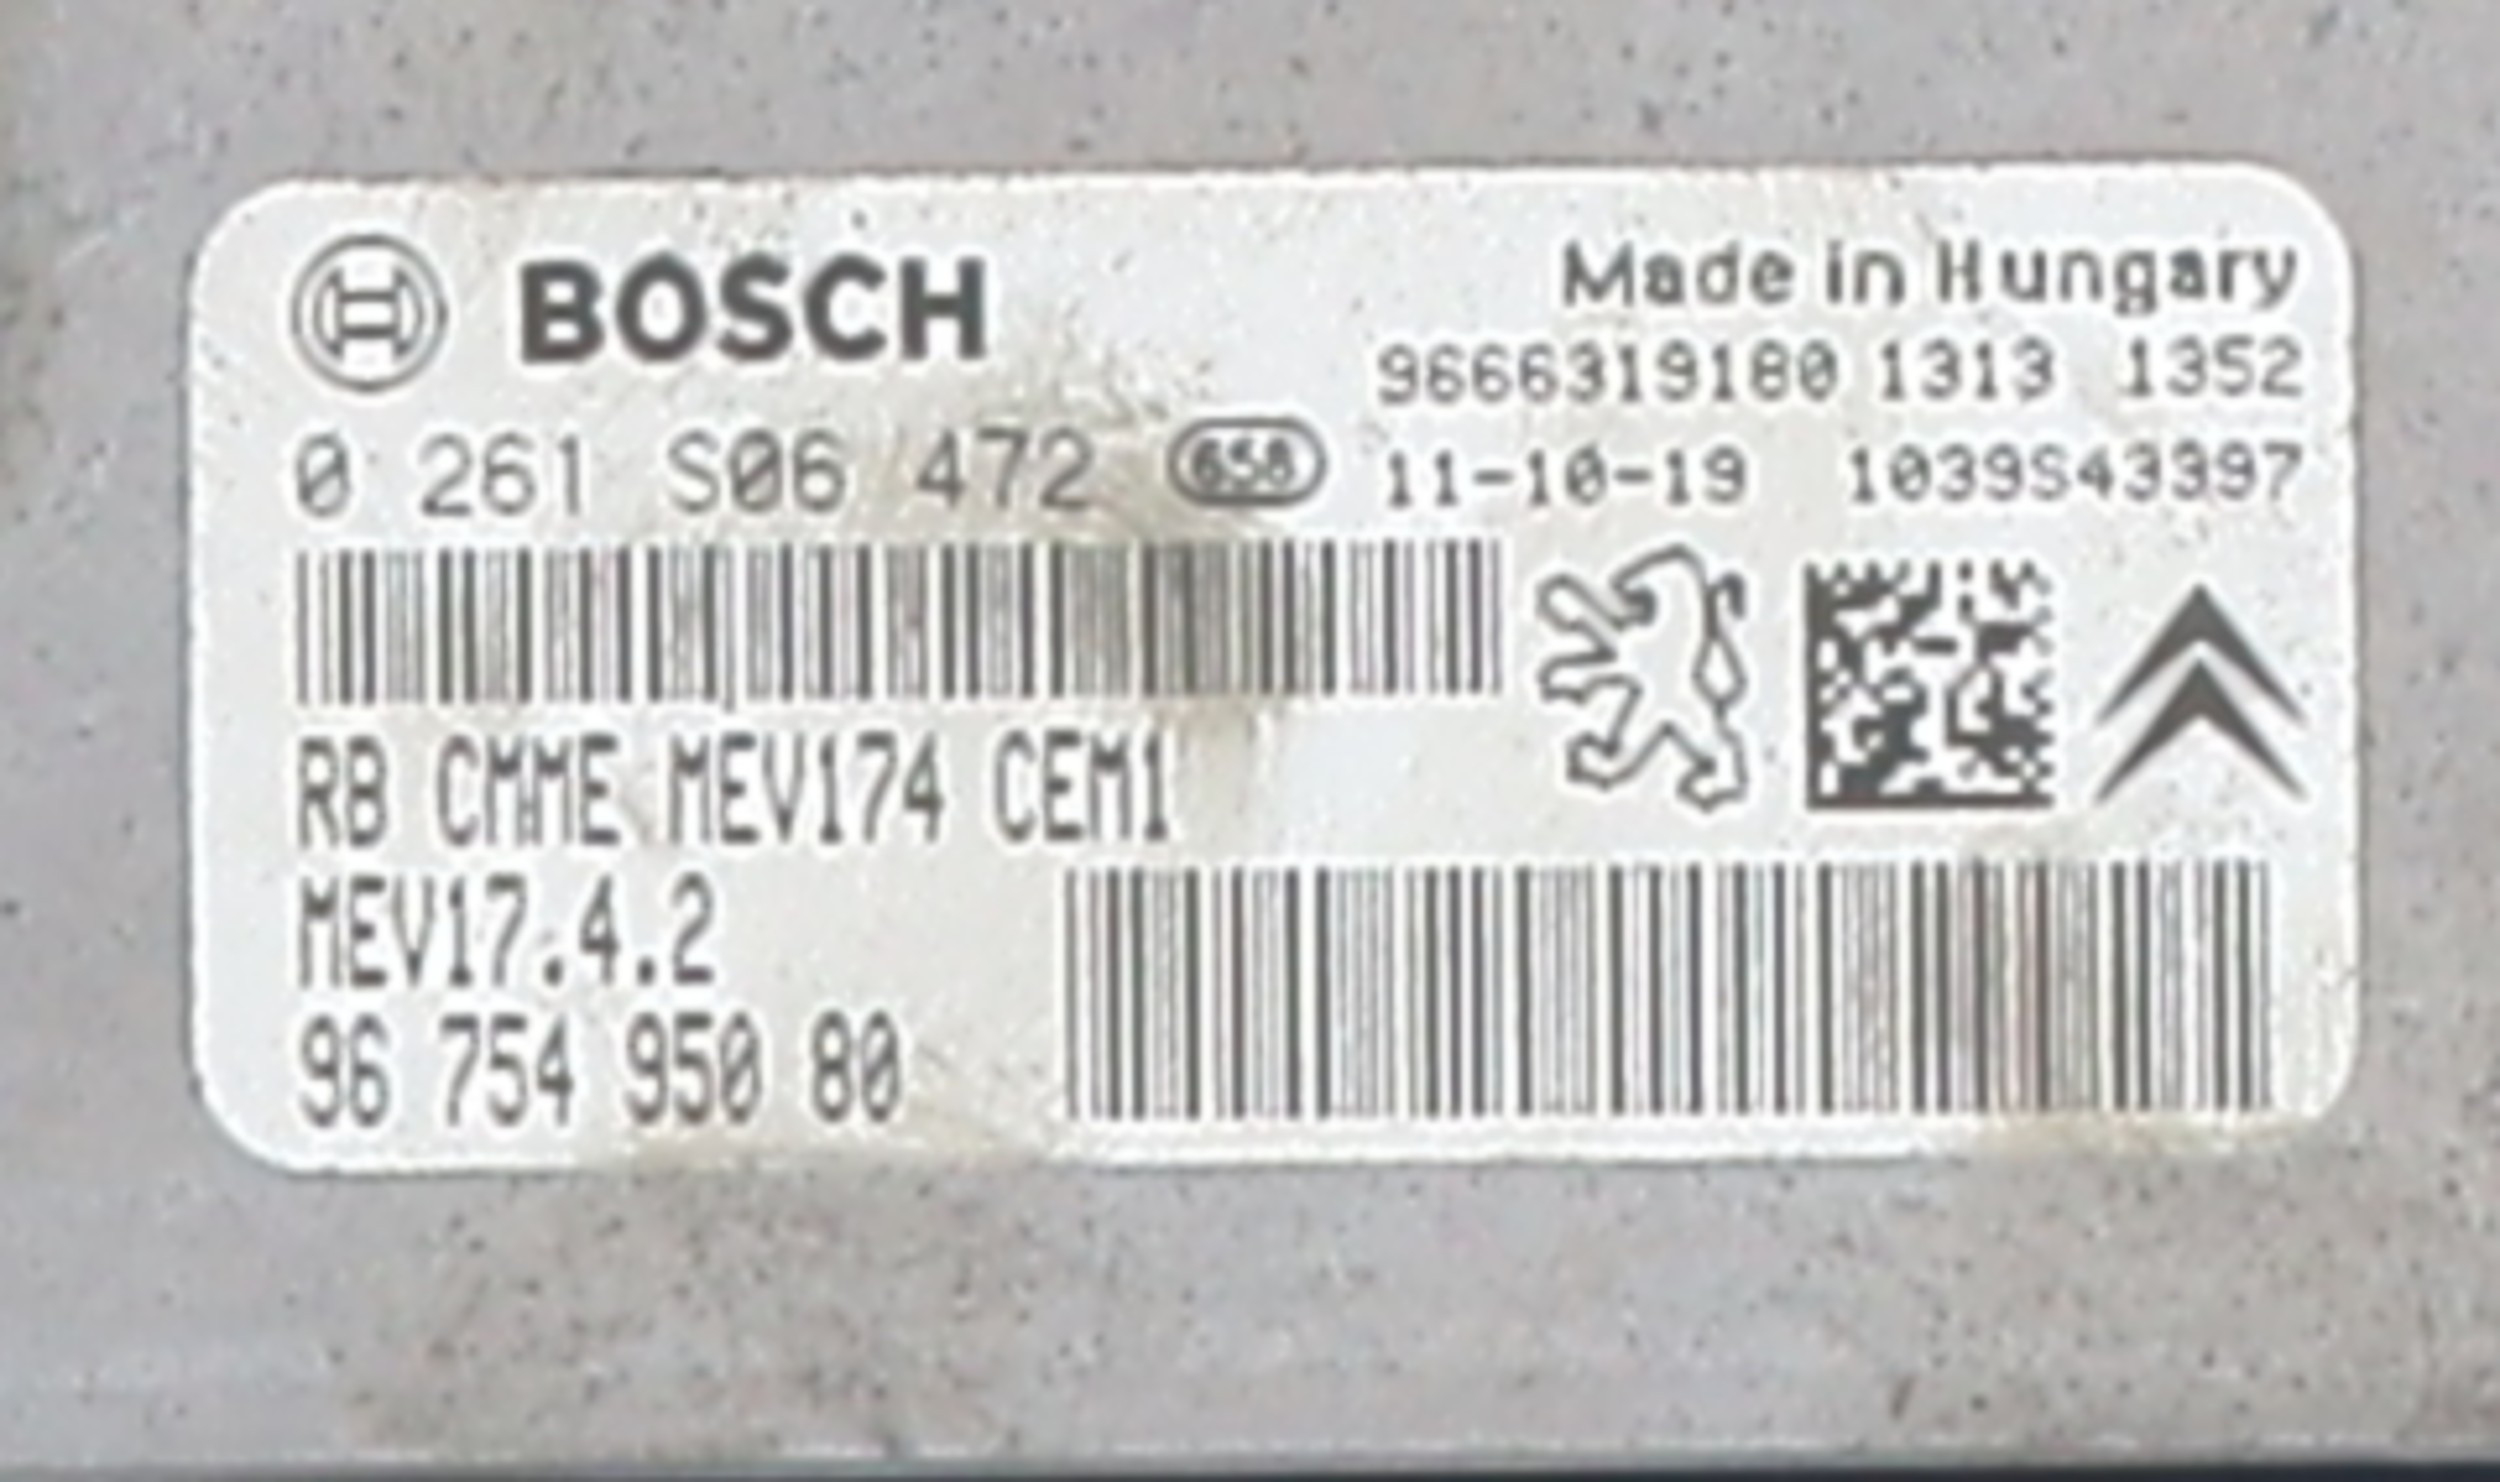 BOSCH
Made in Hungary
9666319180 1313 1352
0 261 S06 472 658 11-10-19 1039S43397
RB CMME MEV174 CEM1
MEV17.4.2
96 754 950 80